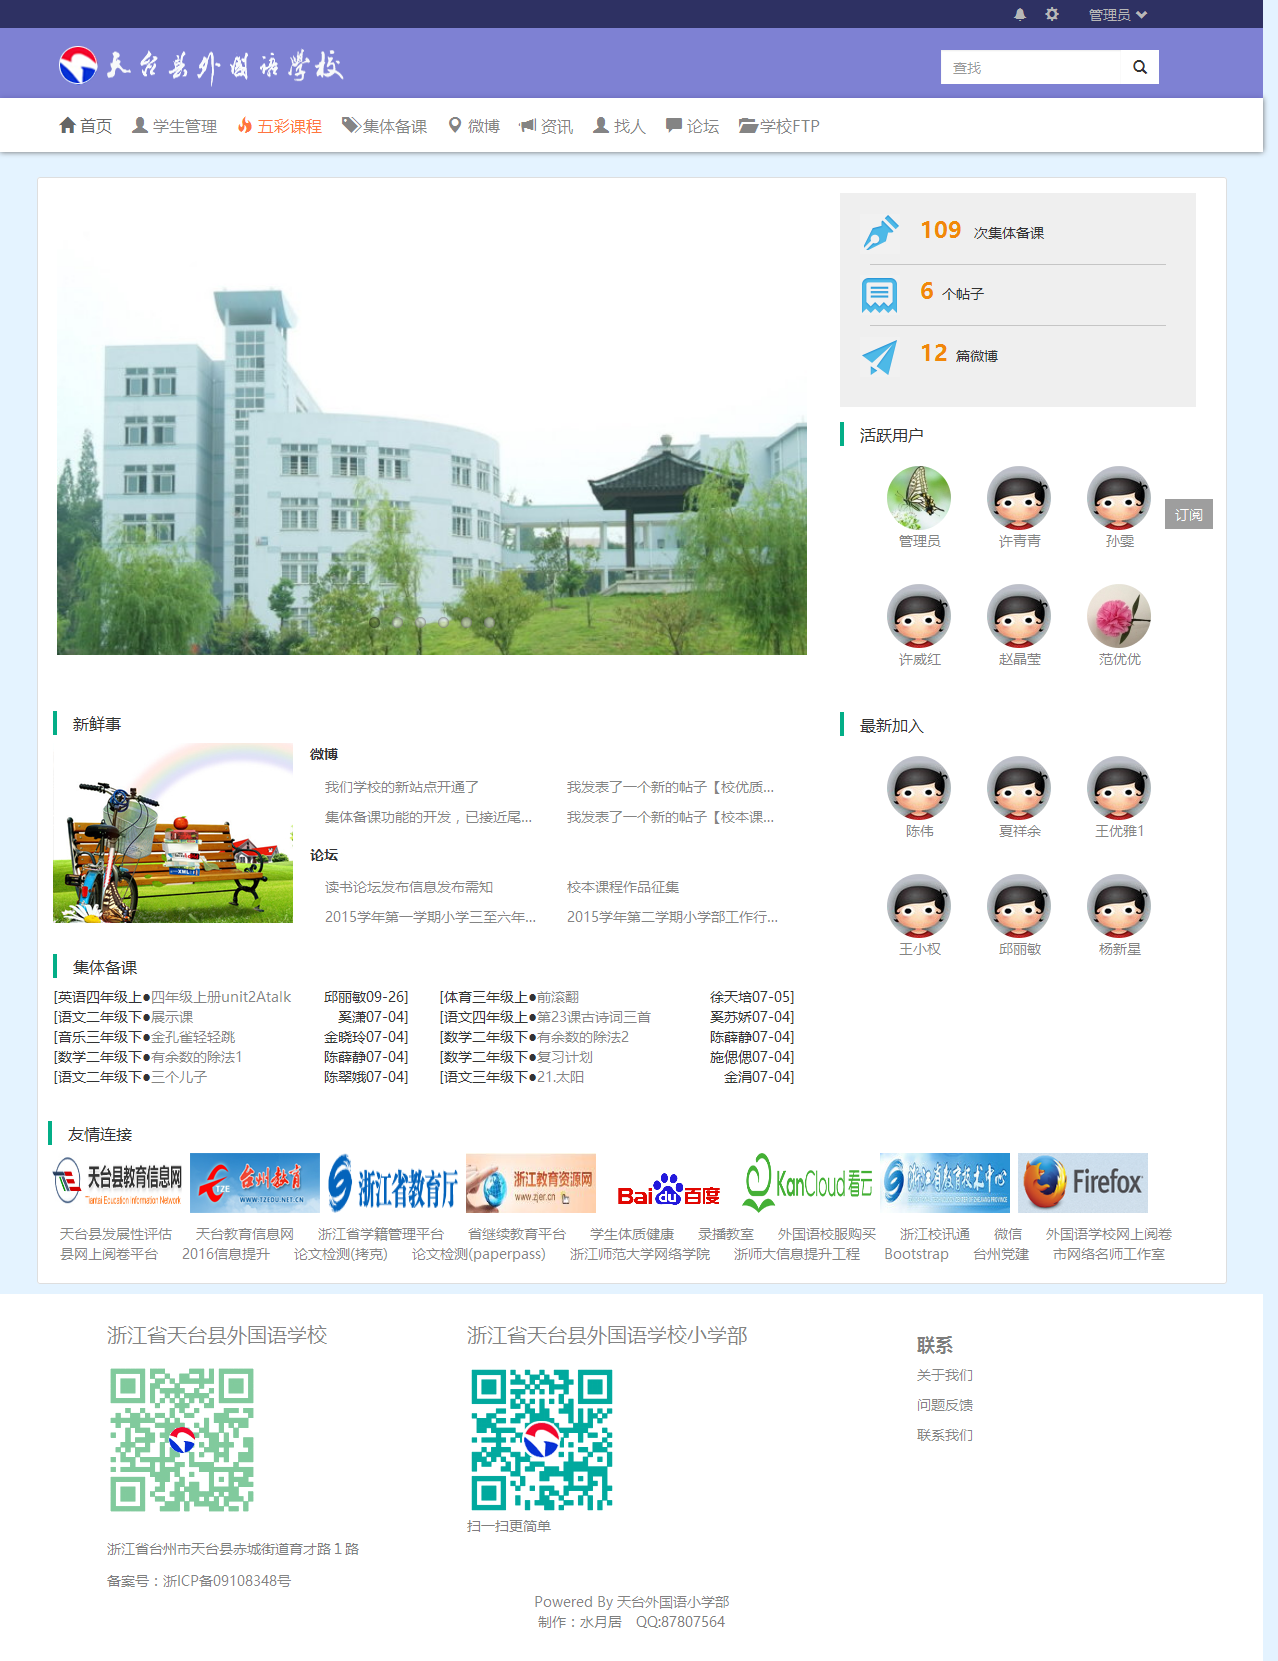 管理员
天台县外国语学校
查找
首页 学生管理 五彩课程 集体备课 微博 资讯 找人 论坛 学校FTP
109 次集体备课
6 个帖子
12 篇微博
活跃用户
管理员 许青青 孙雯
订阅
许威红 赵晶莹 范优优
新鲜事
微博
我们学校的新站点开通了 我发表了一个新的帖子【校优质...
集体备课功能的开发，已接近尾... 我发表了一个新的帖子【校本课...
论坛
读书论坛发布信息发布需知 校本课程作品征集
2015学年第一学期小学三至六年... 2015学年第二学期小学部工作行...
最新加入
陈伟 夏祥余 王优雅1
王小权 邱丽敏 杨新星
集体备课
[英语四年级上●四年级上册unit2Atalk 邱丽敏09-26] [体育三年级上●前滚翻 徐天培07-05]
[语文二年级下●展示课 奚潇07-04] [语文四年级上●第23课古诗词三首 奚苏娇07-04]
[音乐三年级下●金孔雀轻轻跳 金晓玲07-04] [数学二年级下●有余数的除法2 陈薛静07-04]
[数学二年级下●有余数的除法1 陈薛静07-04] [数学二年级下●复习计划 施偲偲07-04]
[语文二年级下●三个儿子 陈翠娥07-04] [语文三年级下●21.太阳 金涓07-04]
友情连接
天台县教育信息网 台州教育 浙江省教育厅 浙江教育资源网 Bai 百度 KanCloud看云 浙江省教育技术中心 Firefox
Tiantai Education Information Network TZE WWW.TZEDU.NET.CN www.zjer.cn
天台县发展性评估 天台教育信息网 浙江省学籍管理平台 省继续教育平台 学生体质健康 录播教室 外国语校服购买 浙江校讯通 微信 外国语学校网上阅卷
县网上阅卷平台 2016信息提升 论文检测(拷克) 论文检测(paperpass) 浙江师范大学网络学院 浙师大信息提升工程 Bootstrap 台州党建 市网络名师工作室
浙江省天台县外国语学校
浙江省台州市天台县赤城街道育才路１路
备案号：浙ICP备09108348号
浙江省天台县外国语学校小学部
扫一扫更简单
联系
关于我们
问题反馈
联系我们
Powered By 天台外国语小学部
制作：水月居 QQ:87807564